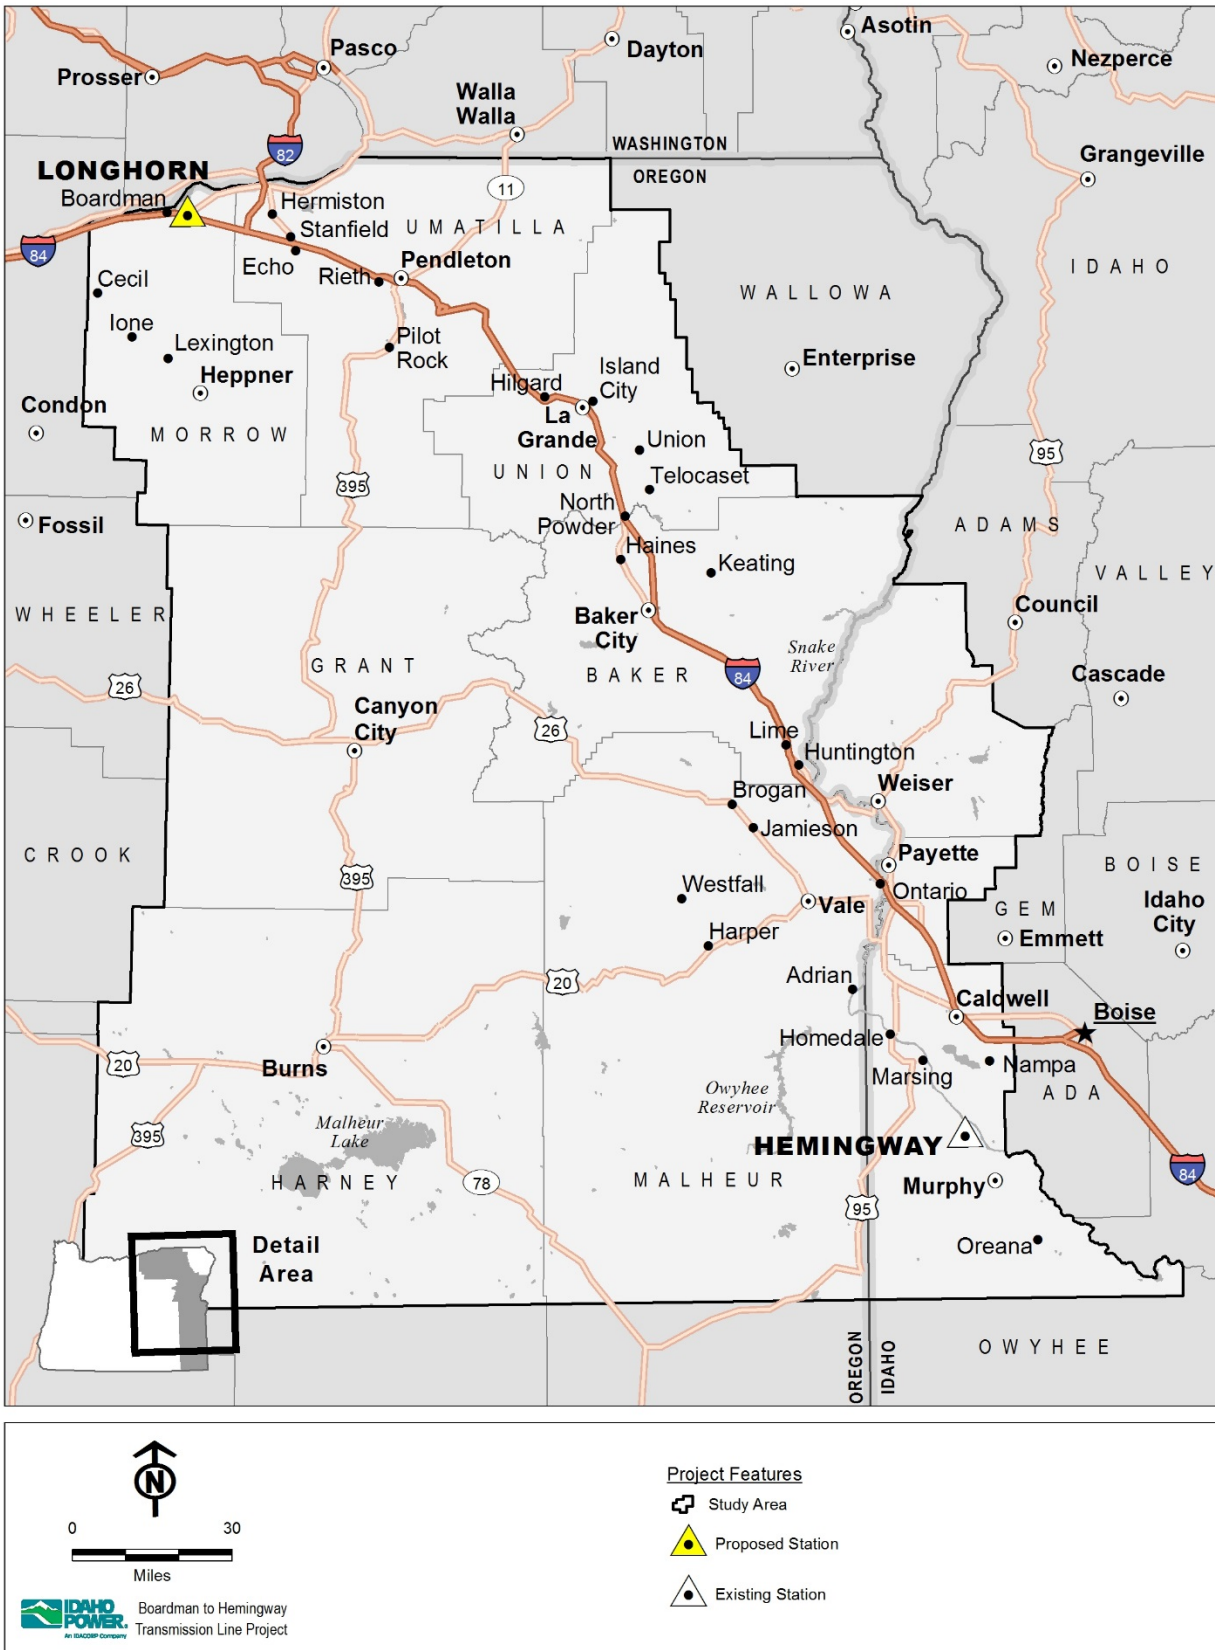 Asotin
Dayton
Pasco
Nezperce
Prosser
Walla
Walla
82
WASHINGTON
OREGON
Grangeville
LONGHORN
11
Boardman
Hermiston
Stanfield
UMATILLA
84
Echo
Pendleton
Rieth
IDAHO
Cecil
WALLOWA
Ione
Lexington
Pilot
Rock
Enterprise
Heppner
Hilgard
Island
City
Condon
La
Grande
MORROW
Union
95
UNION
Telocaset
395
North
Powder
Fossil
ADAMS
Haines
Keating
VALLEY
WHEELER
Baker
City
Council
Snake
River
GRANT
BAKER
84
Cascade
26
Canyon
City
26
Lime
Huntington
Weiser
Brogan
Jamieson
CROOK
Payette
BOISE
395
Westfall
Ontario
Idaho
City
Vale
GEM
Harper
Emmett
Adrian
20
Caldwell
Boise
Homedale
Burns
20
Marsing
Nampa
ADA
Owyhee
Reservoir
Malheur
Lake
395
HEMINGWAY
84
HARNEY
78
MALHEUR
Murphy
95
Detail
Area
Oreana
OREGON
IDAHO
OWYHEE
N
0 30
Miles
IDAHO
POWER.
An IDACORP Company
Boardman to Hemingway
Transmission Line Project
Project Features
Study Area
Proposed Station
Existing Station